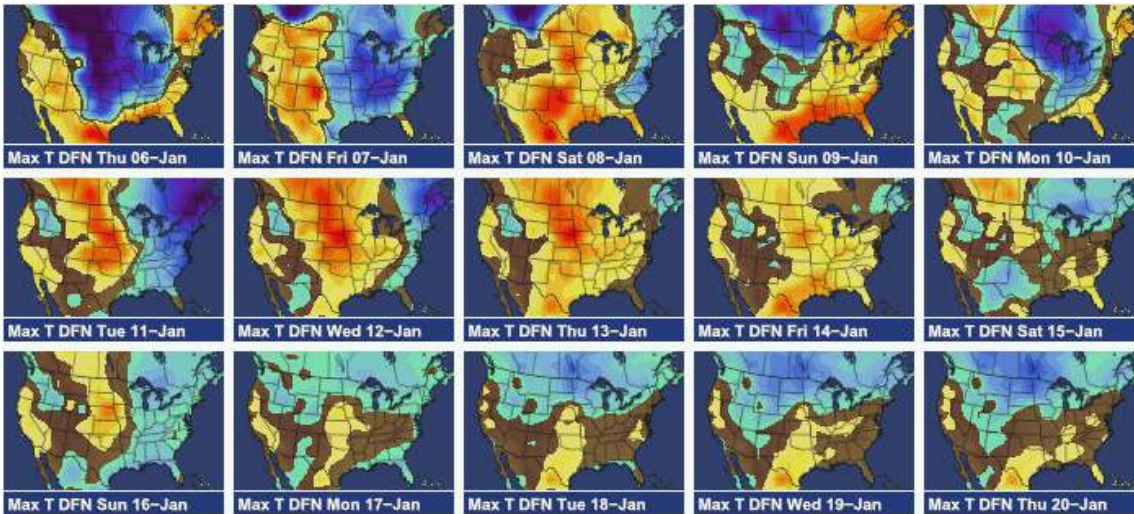 Max T DFN Thu 06-Jan
Max T DFN Fri 07-Jan
Max T DFN Sat 08-Jan
Max T DFN Sun 09-Jan
Max T DFN Mon 10-Jan
Max T DFN Tue 11-Jan
Max T DFN Wed 12-Jan
Max T DFN Thu 13-Jan
Max T DFN Fri 14-Jan
Max T DFN Sat 15-Jan
Max T DFN Sun 16-Jan
Max T DFN Mon 17-Jan
Max T DFN Tue 18-Jan
Max T DFN Wed 19-Jan
Max T DFN Thu 20-Jan